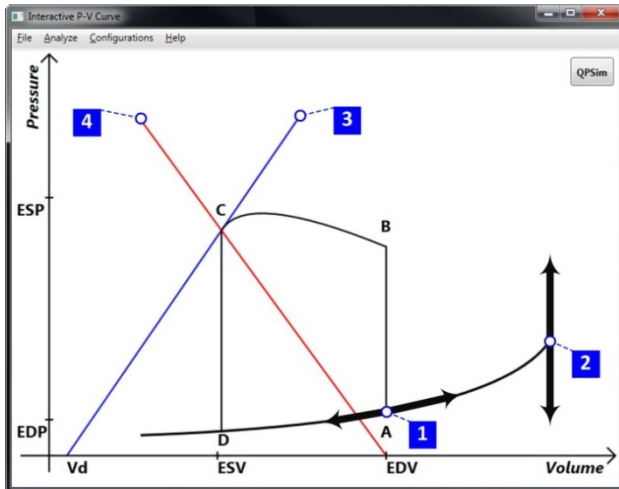 Interactive P-V Curve
File Analyze Configurations Help
QPSim
Pressure
4
3
ESP
C
B
2
EDP
D
A
1
Vd
ESV
EDV
Volume